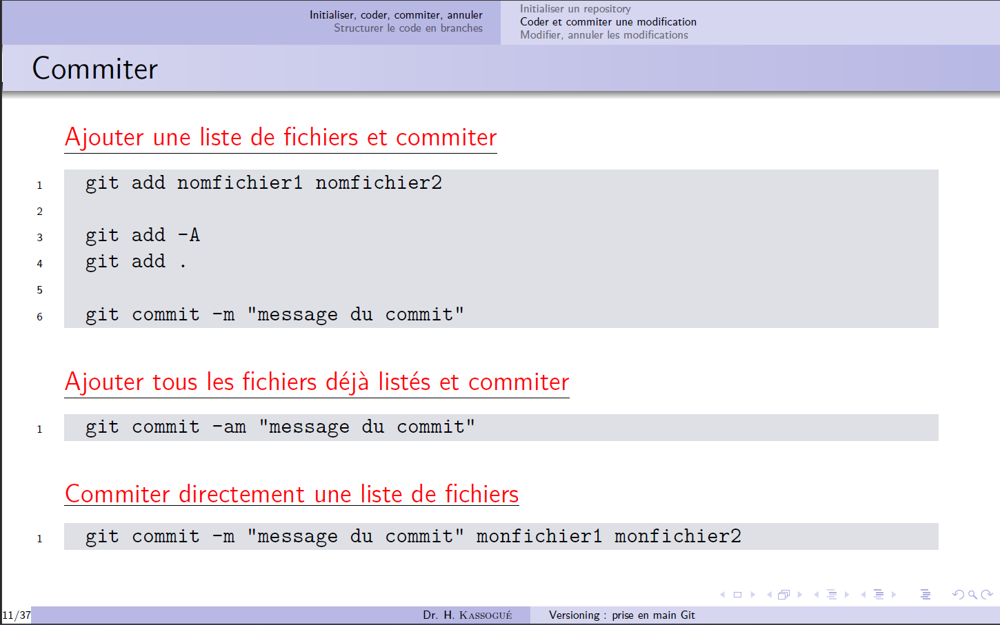 Initialiser, coder, commiter, annuler
Structurer le code en branches
Initialiser un repository
Coder et commiter une modification
Modifier, annuler les modifications
Commiter
Ajouter une liste de fichiers et commiter
1 git add nomfichier1 nomfichier2
2
3 git add -A
4 git add .
5
6 git commit -m "message du commit"
Ajouter tous les fichiers déjà listés et commiter
1 git commit -am "message du commit"
Commiter directement une liste de fichiers
1 git commit -m "message du commit" monfichier1 monfichier2
11/37
Dr. H. Kassogué
Versioning : prise en main Git